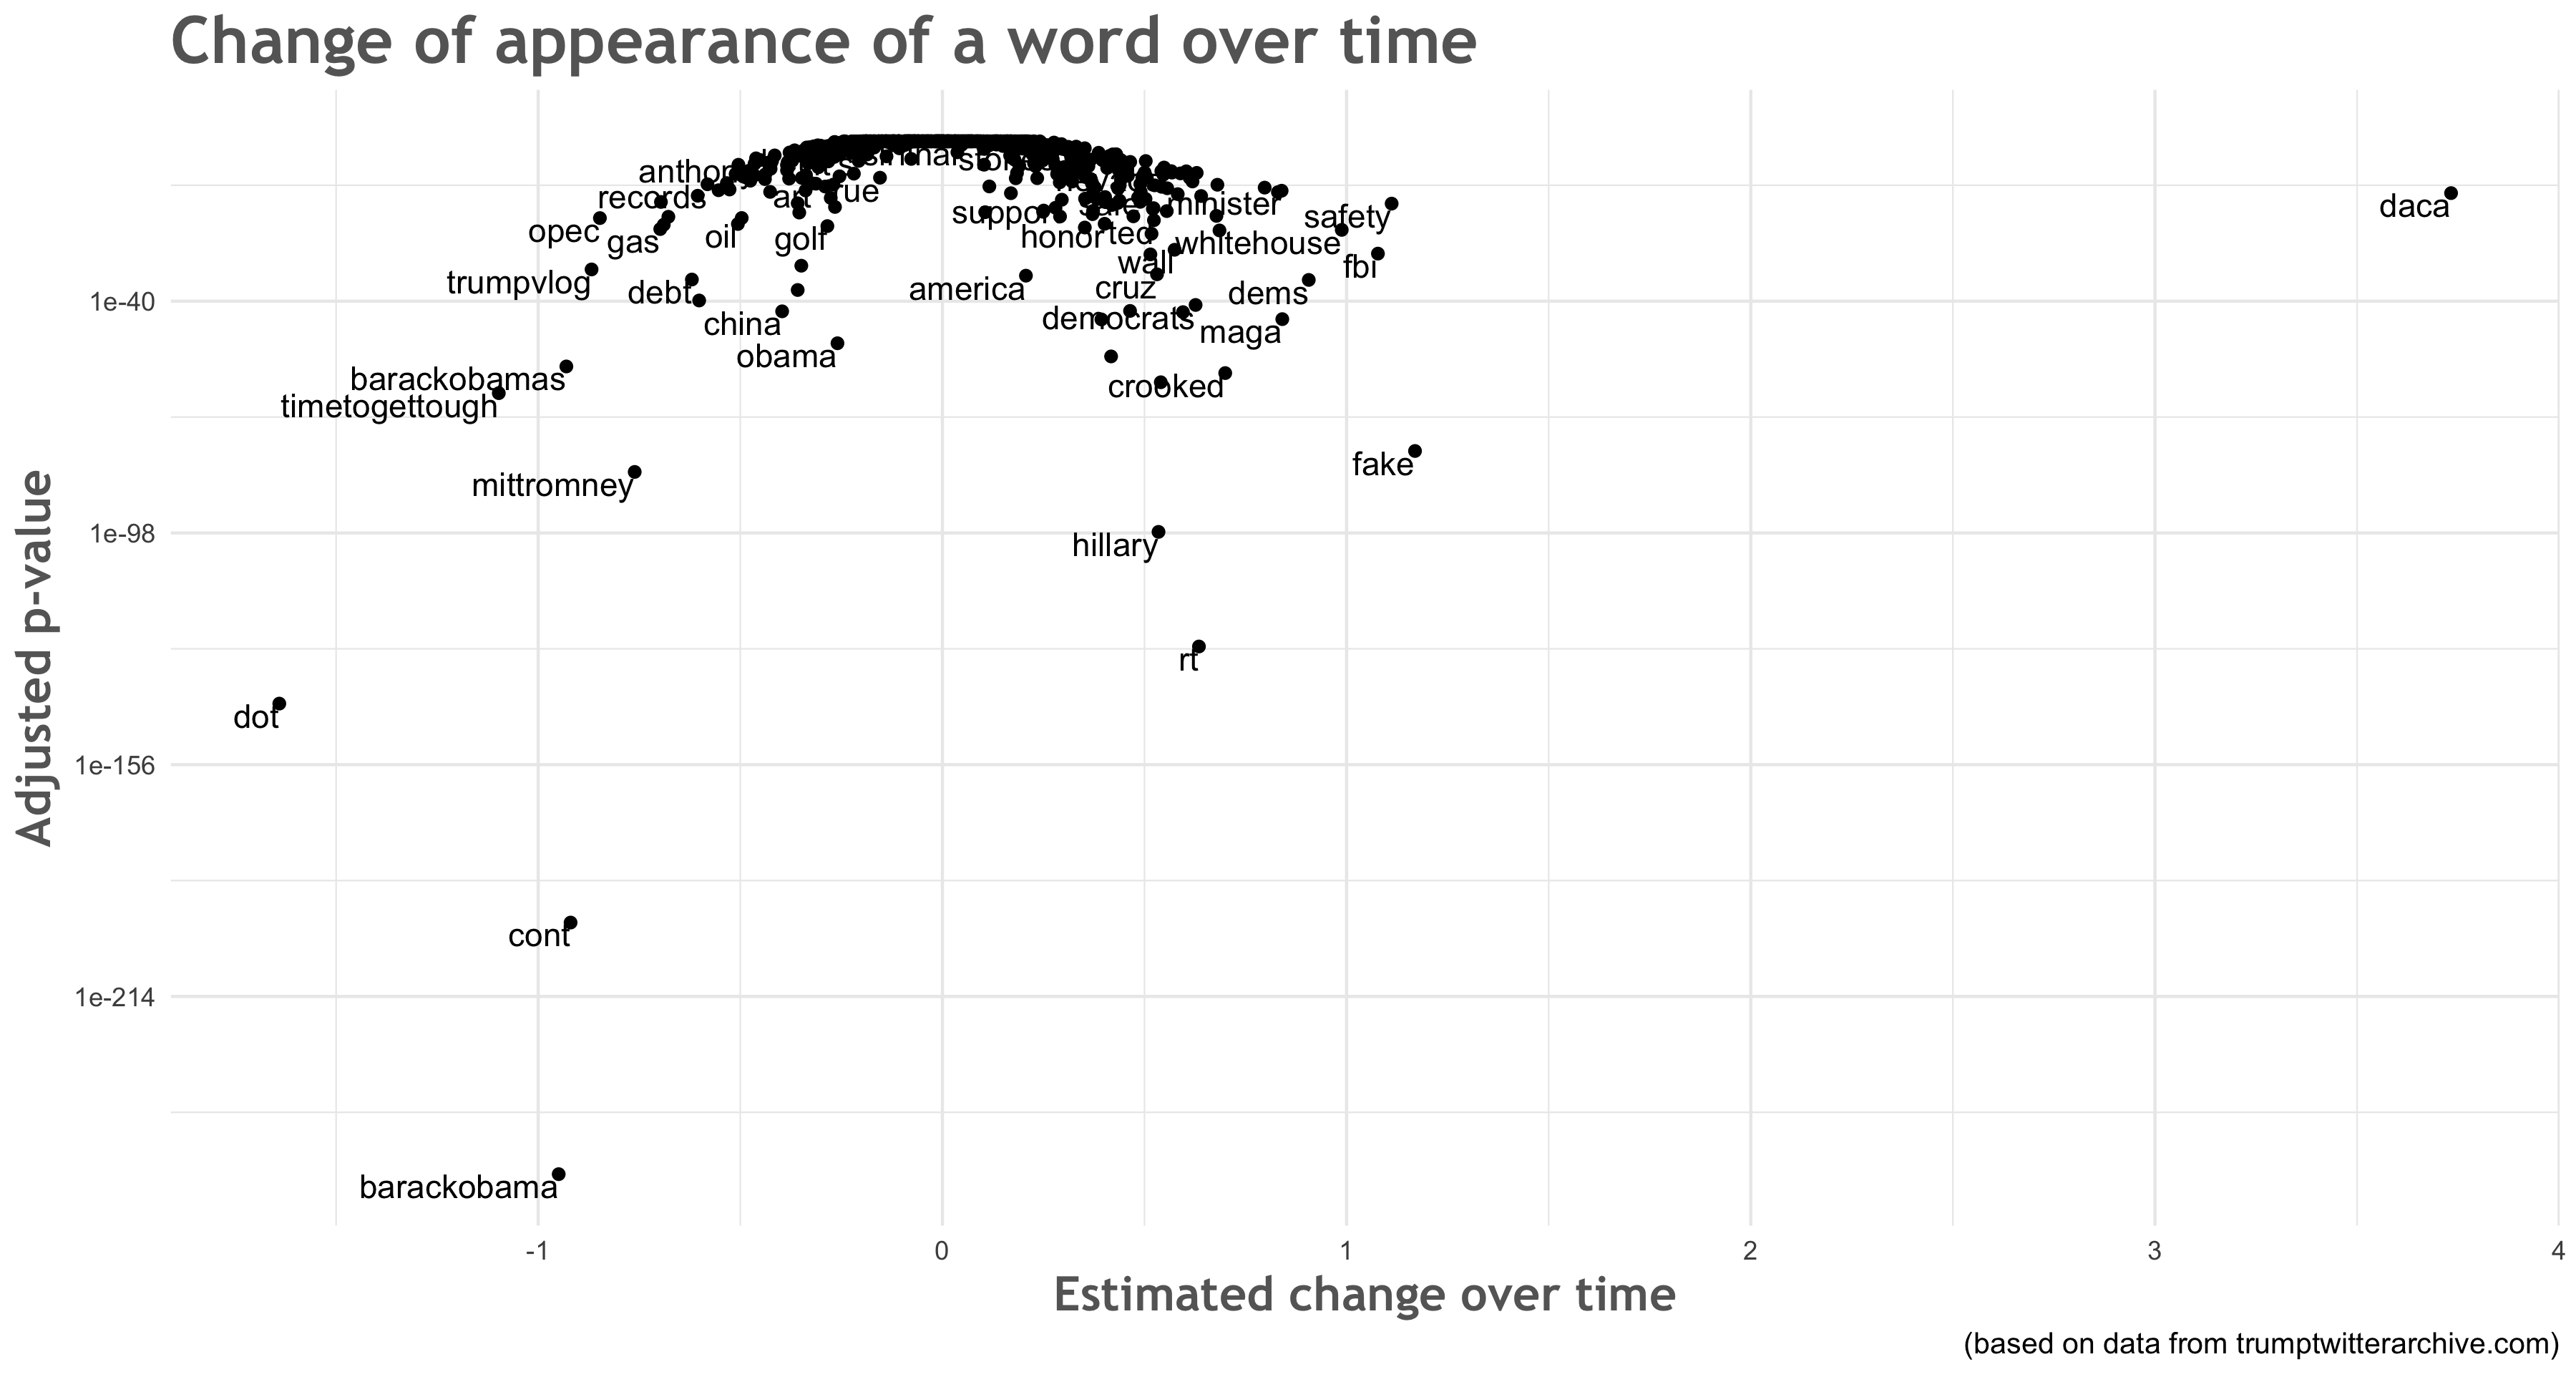 Change of appearance of a word over time
Adjusted p-value
1e-40
1e-98
1e-156
1e-214
anthony
records
art
opec
gas
oil
golf
support
minister
safety
daca
honor
whitehouse
wall
fbi
trumpvlog
debt
america
cruz
dems
china
democrats
maga
obama
barackobamas
crooked
timetogettough
fake
mittromney
hillary
rt
dot
cont
barackobama
-1 0 1 2 3 4
Estimated change over time
(based on data from trumptwitterarchive.com)